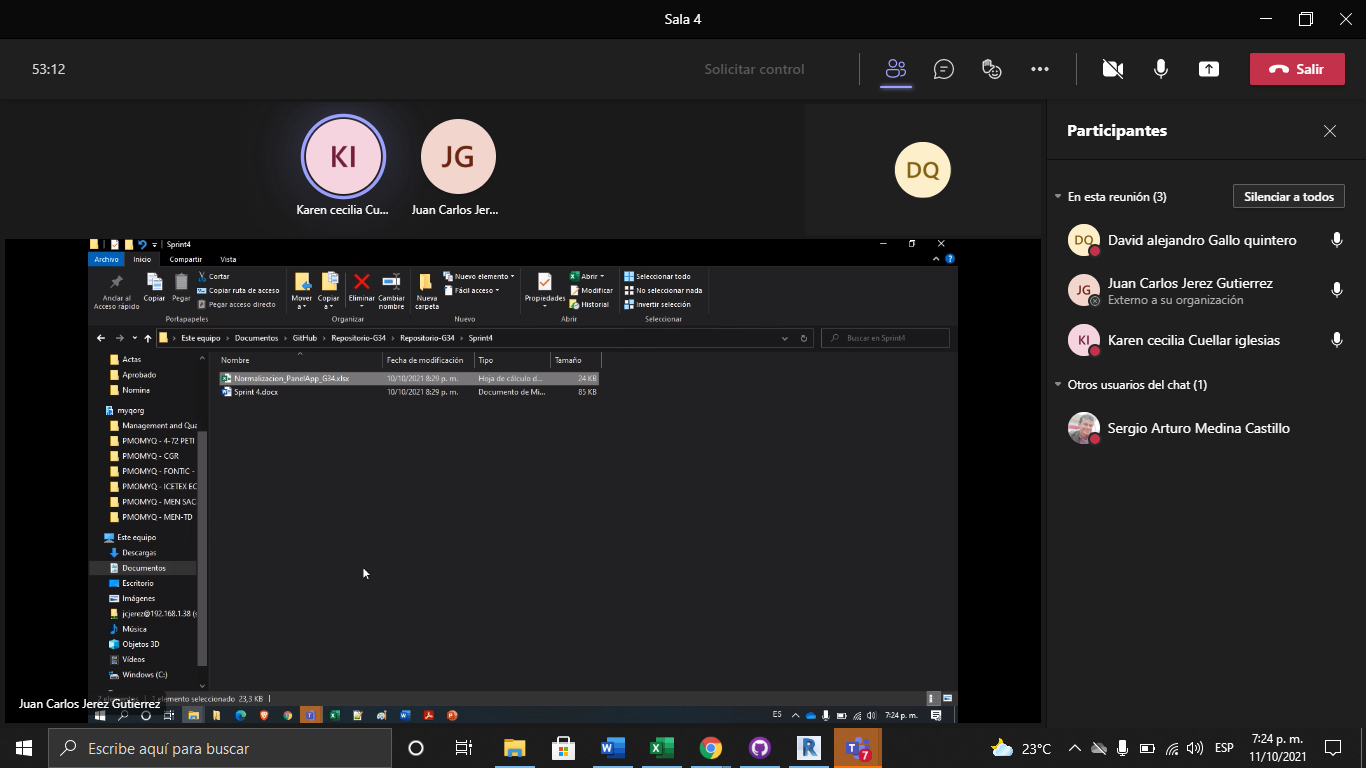 Sala 4
53:12
Solicitar control
Salir
KI
JG
DQ
Karen cecilia Cu...
Juan Carlos Jer...
Participantes
En esta reunión (3)
Silenciar a todos
DQ
David alejandro Gallo quintero
JG
Juan Carlos Jerez Gutierrez
Externo a su organización
KI
Karen cecilia Cuellar iglesias
Otros usuarios del chat (1)
Sergio Arturo Medina Castillo
Sprint4
Archivo Inicio Compartir Vista
Anclar al Acceso rápido
Copiar
Pegar
Cortar
Copiar ruta de acceso
Pegar acceso directo
Portapapeles
Mover a
Copiar a
Eliminar
Cambiar nombre
Organizar
Nueva carpeta
Nuevo elemento
Fácil acceso
Nuevo
Propiedades
Abrir
Modificar
Historial
Abrir
Seleccionar todo
No seleccionar nada
Invertir selección
Seleccionar
Este equipo > Documentos > GitHub > Repositorio-G34 > Repositorio-G34 > Sprint4
Buscar en Sprint4
Nombre Fecha de modificación Tipo Tamaño
Normalizacion_PanelApp_G34.xlsx 10/10/2021 8:29 p. m. Hoja de cálculo d... 24 KB
Sprint 4.docx 10/10/2021 8:29 p. m. Documento de Mi... 85 KB
Actas
Aprobado
Nomina
myqorg
Management and Qua
PMOMYQ - 4-72 PETI
PMOMYQ - CGR
PMOMYQ - FONTIC -
PMOMYQ - ICETEX EC
PMOMYQ - MEN SAC
PMOMYQ - MEN-TD
Este equipo
Descargas
Documentos
Escritorio
Imágenes
jcjerez@192.168.1.38 (s
Música
Objetos 3D
Vídeos
Windows (C:)
elemento seleccionado 23,3 KB
Juan Carlos Jerez Gutierrez
ES
7:24 p. m.
Escribe aquí para buscar
7
23°C
ESP
7:24 p. m.
11/10/2021